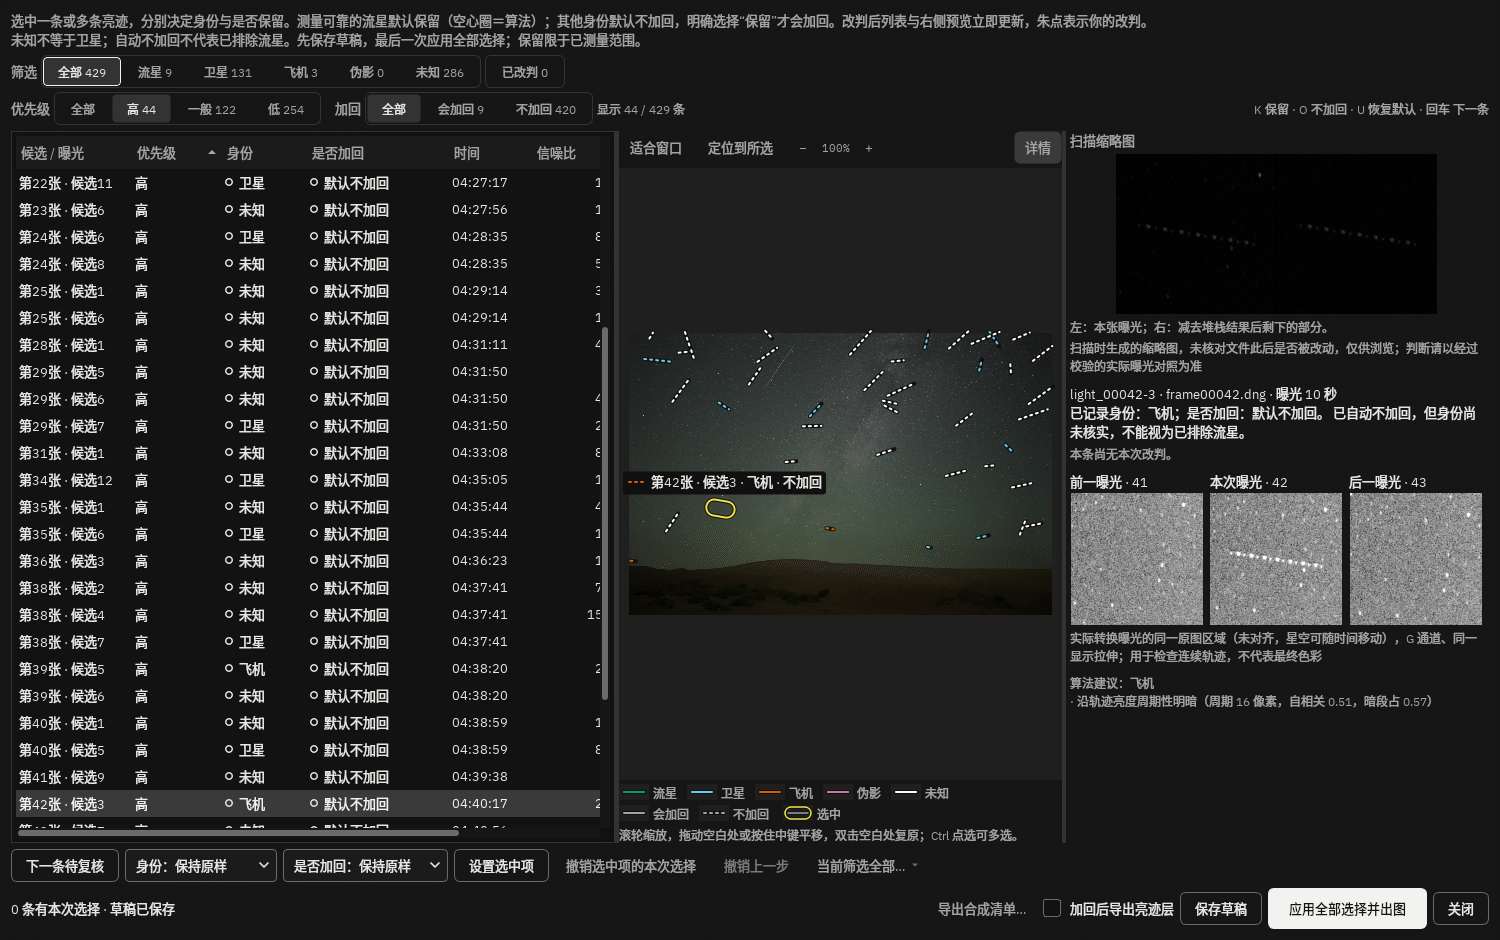 选中一条或多条亮迹，分别决定身份与是否保留。测量可靠的流星默认保留（空心圈=算法）；其他身份默认不加回，明确选择“保留”才会加回。改判后列表与右侧预览立即更新，朱点表示你的改判。
未知不等于卫星；自动不加回不代表已排除流星。先保存草稿，最后一次应用全部选择；保留限于已测量范围。
筛选 全部 429 流星 9 卫星 131 飞机 3 伪影 0 未知 286 已改判 0
优先级 全部 高 44 一般 122 低 254 加回 全部 会加回 9 不加回 420 显示 44 / 429 条 K 保留 · O 不加回 · U 恢复默认 · 回车 下一条
候选 / 曝光 优先级 身份 是否加回 时间 信噪比
第22张 · 候选11 高 卫星 默认不加回 04:27:17 1
第23张 · 候选6 高 未知 默认不加回 04:27:56 1
第24张 · 候选6 高 卫星 默认不加回 04:28:35 8
第24张 · 候选8 高 未知 默认不加回 04:28:35 5
第25张 · 候选1 高 未知 默认不加回 04:29:14 3
第25张 · 候选6 高 未知 默认不加回 04:29:14 1
第28张 · 候选1 高 未知 默认不加回 04:31:11 4
第29张 · 候选5 高 未知 默认不加回 04:31:50
第29张 · 候选6 高 未知 默认不加回 04:31:50 4
第29张 · 候选7 高 卫星 默认不加回 04:31:50 2
第31张 · 候选1 高 未知 默认不加回 04:33:08 8
第34张 · 候选12 高 卫星 默认不加回 04:35:05 1
第35张 · 候选1 高 未知 默认不加回 04:35:44 4
第35张 · 候选6 高 卫星 默认不加回 04:35:44 1
第36张 · 候选3 高 未知 默认不加回 04:36:23 1
第38张 · 候选2 高 未知 默认不加回 04:37:41 7
第38张 · 候选4 高 未知 默认不加回 04:37:41 15
第38张 · 候选7 高 卫星 默认不加回 04:37:41
第39张 · 候选5 高 飞机 默认不加回 04:38:20 2
第39张 · 候选6 高 未知 默认不加回 04:38:20
第40张 · 候选1 高 未知 默认不加回 04:38:59 1
第40张 · 候选5 高 卫星 默认不加回 04:38:59 8
第41张 · 候选9 高 未知 默认不加回 04:39:38
第42张 · 候选3 高 飞机 默认不加回 04:40:17 2
适合窗口 定位到所选 − 100% + 详情
第42张 · 候选3 · 飞机 · 不加回
流星 卫星 飞机 伪影 未知
会加回 不加回 选中
滚轮缩放，拖动空白处或按住中键平移，双击空白处复原；Ctrl 点选可多选。
扫描缩略图
左：本张曝光；右：减去堆栈结果后剩下的部分。
扫描时生成的缩略图，未核对文件此后是否被改动，仅供浏览；判断请以经过
校验的实际曝光对照为准
light_00042-3 · frame00042.dng · 曝光 10 秒
已记录身份：飞机；是否加回：默认不加回。 已自动不加回，但身份尚
未核实，不能视为已排除流星。
本条尚无本次改判。
前一曝光 · 41 本次曝光 · 42 后一曝光 · 43
实际转换曝光的同一原图区域（未对齐，星空可随时间移动），G 通道、同一
显示拉伸；用于检查连续轨迹，不代表最终色彩
算法建议：飞机
· 沿轨迹亮度周期性明暗（周期 16 像素，自相关 0.51，暗段占 0.57）
下一条待复核 身份：保持原样 是否加回：保持原样 设置选中项 撤销选中项的本次选择 撤销上一步 当前筛选全部...
0 条有本次选择 · 草稿已保存 导出合成清单... 加回后导出亮迹层 保存草稿 应用全部选择并出图 关闭